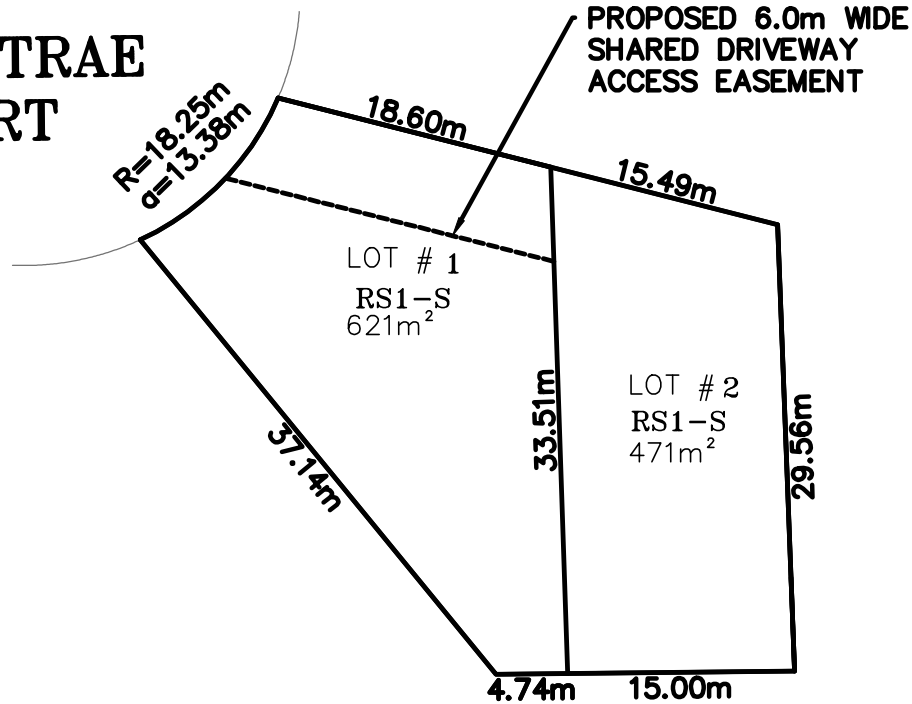 TRAE
RT
PROPOSED 6.0m WIDE
SHARED DRIVEWAY
ACCESS EASEMENT
18.60m
15.49m
R=18.25m
a=13.38m
LOT # 1
RS1-S
621m²
LOT # 2
RS1-S
471m²
33.51m
29.56m
37.14m
4.74m
15.00m